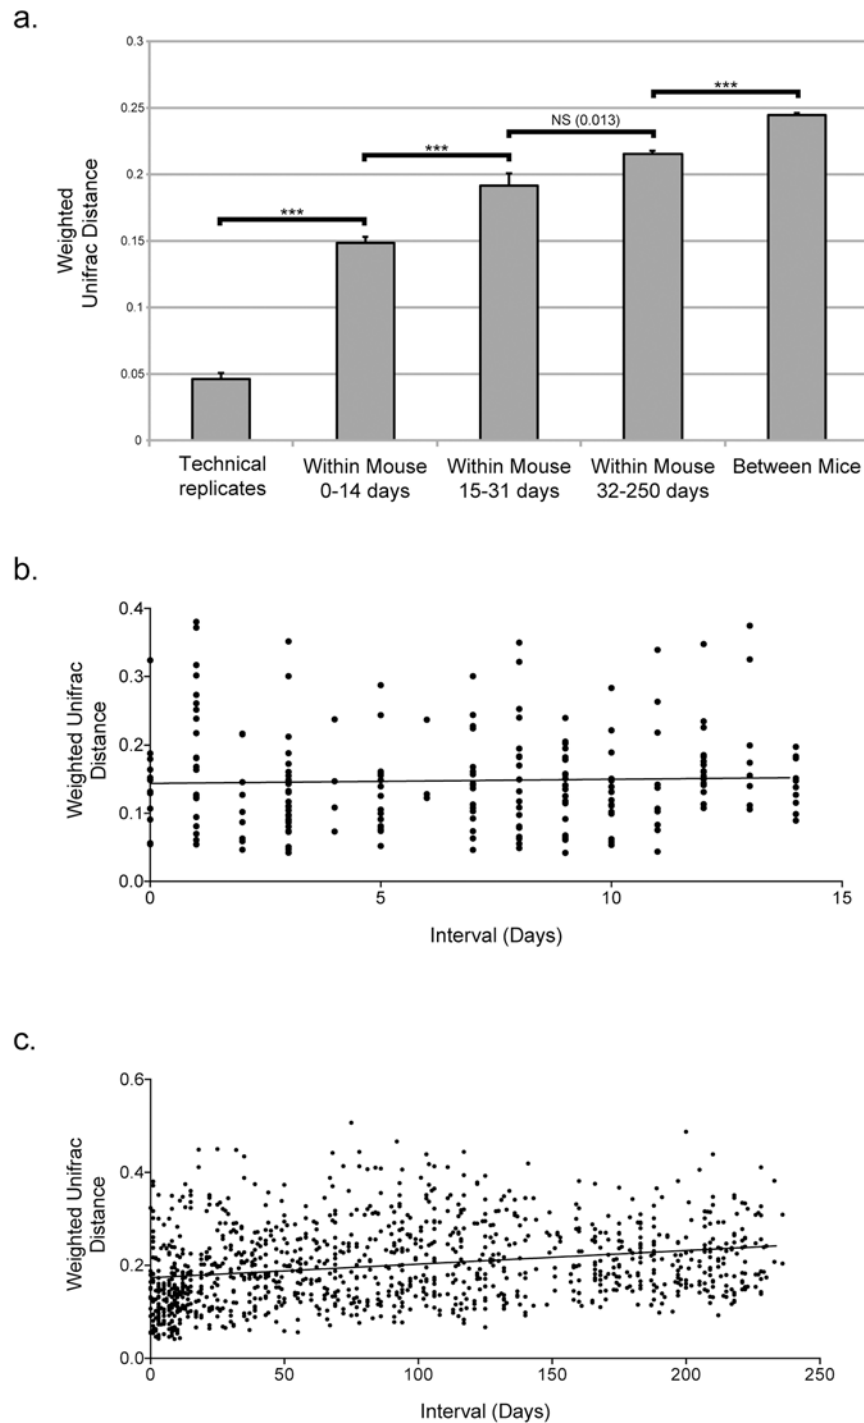 a.
0.3
0.25
0.2
0.15
0.1
0.05
0
Weighted
Unifrac Distance
***
***
NS (0.013)
***
Technical
replicates
Within Mouse
0-14 days
Within Mouse
15-31 days
Within Mouse
32-250 days
Between Mice
b.
0.4
0.3
0.2
0.1
0.0
Weighted Unifrac
Distance
0 5 10 15
Interval (Days)
c.
0.6
0.4
0.2
0.0
Weighted Unifrac
Distance
0 50 100 150 200 250
Interval (Days)